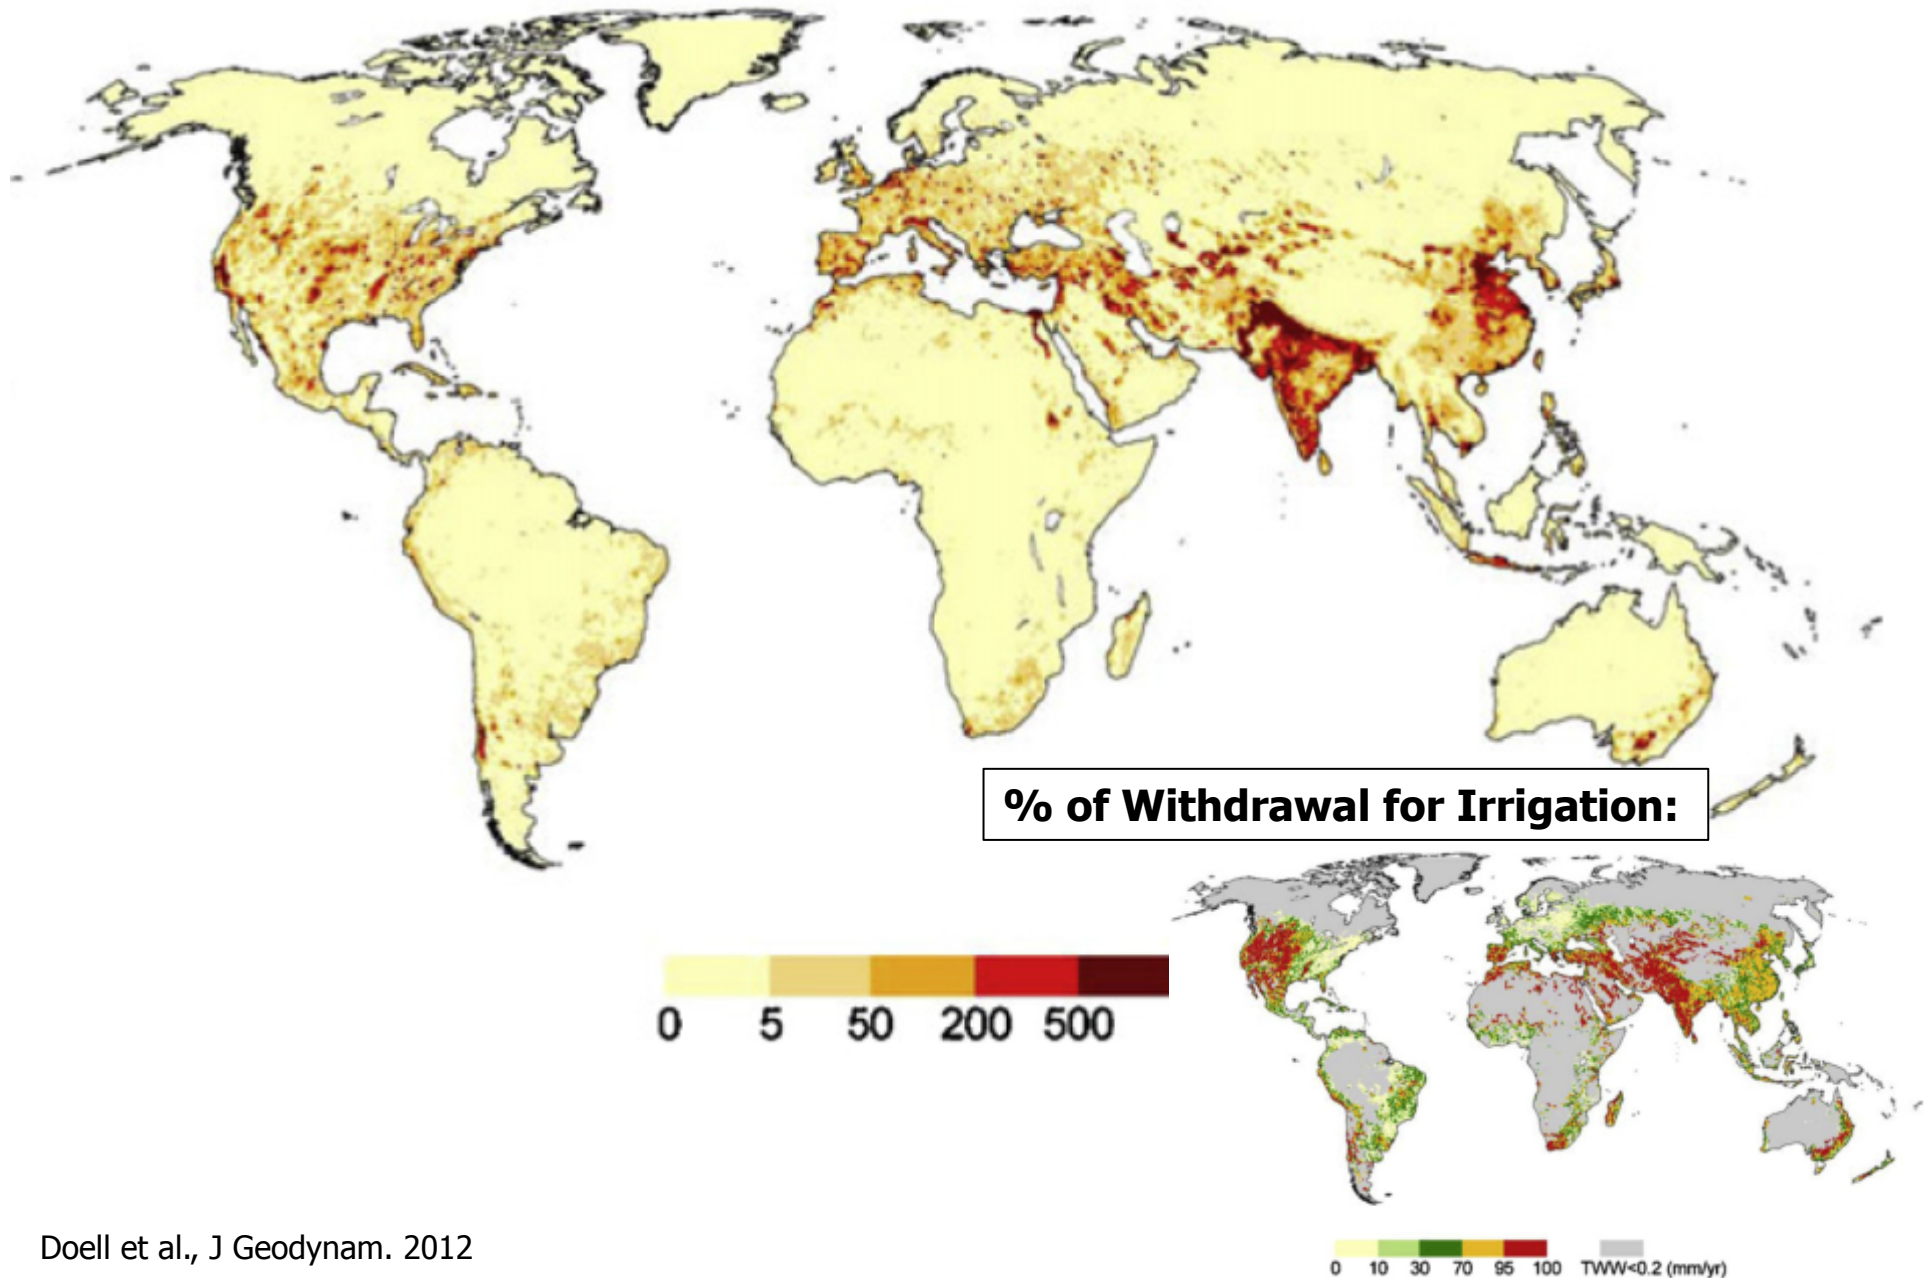 % of Withdrawal for Irrigation:
0 5 50 200 500
0 10 30 70 95 100 TWW<0.2 (mm/yr)
Doell et al., J Geodynam. 2012